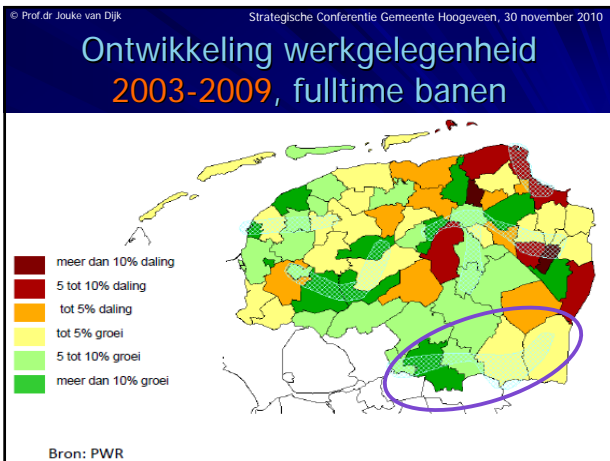 © Prof.dr Jouke van Dijk
Strategische Conferentie Gemeente Hoogeveen, 30 november 2010
Ontwikkeling werkgelegenheid
2003-2009, fulltime banen
meer dan 10% daling
5 tot 10% daling
tot 5% daling
tot 5% groei
5 tot 10% groei
meer dan 10% groei
Bron: PWR